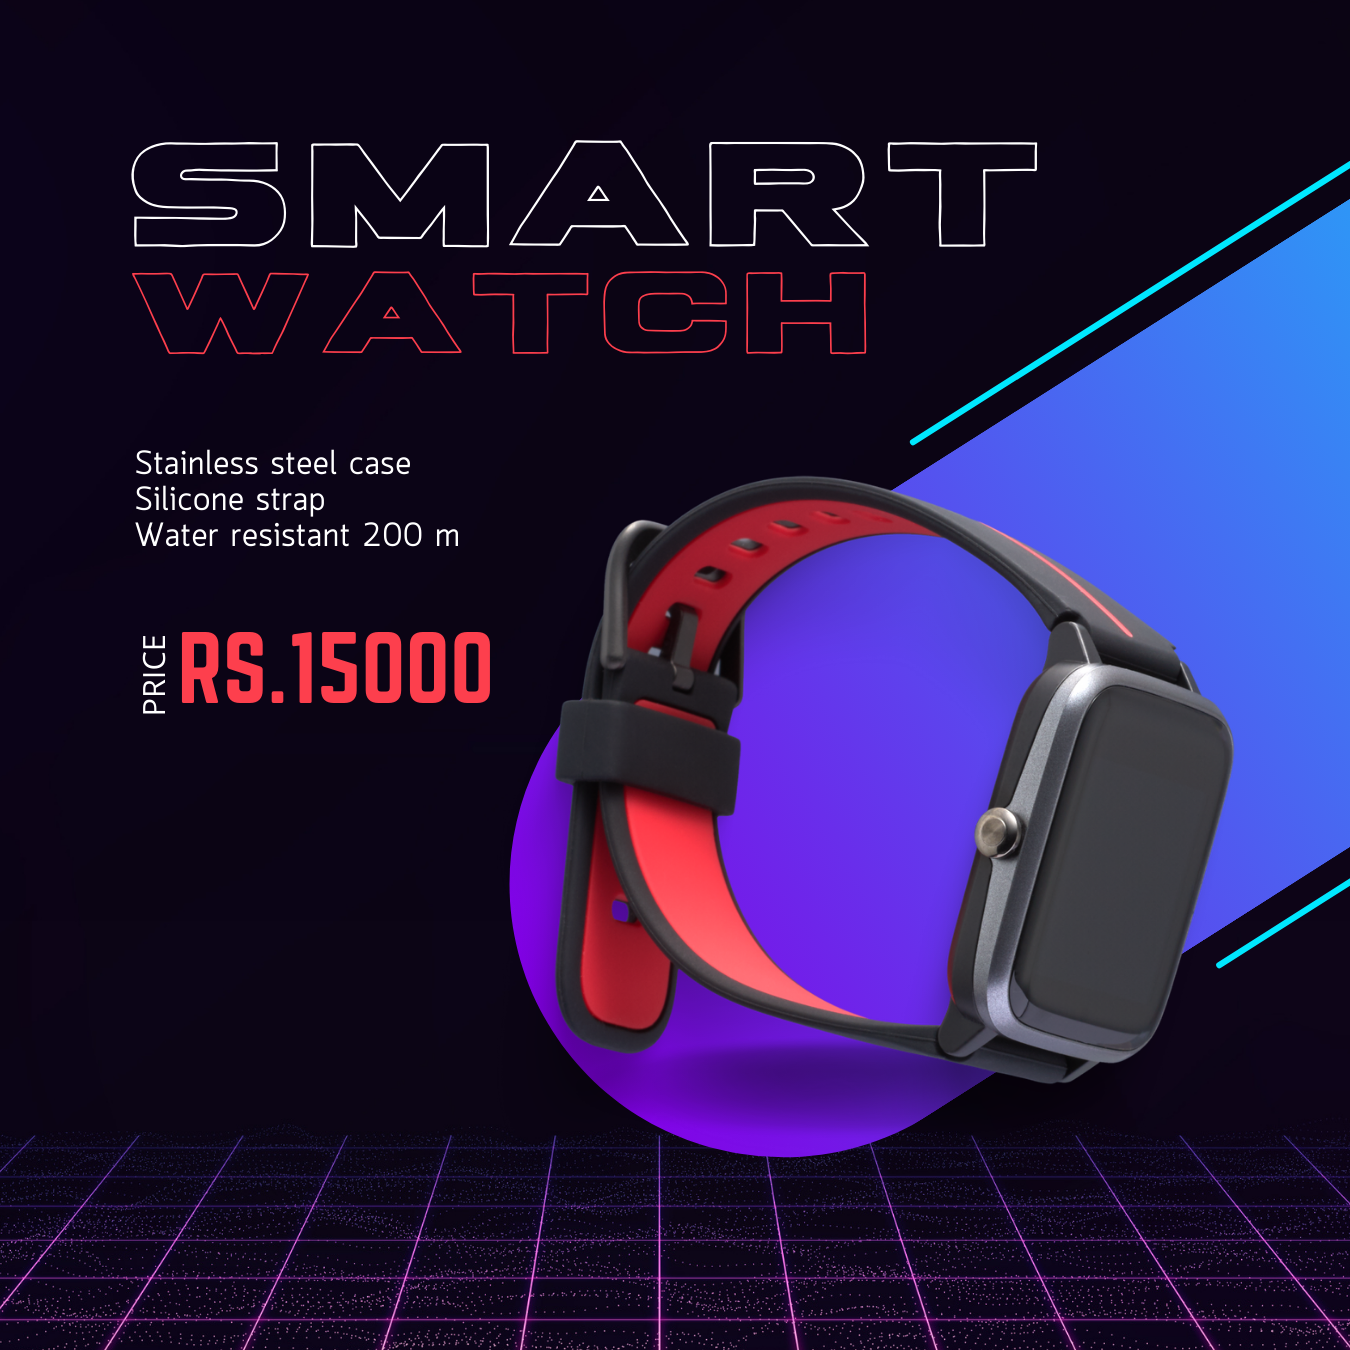 SMART
WATCH
Stainless steel case
Silicone strap
Water resistant 200 m
PRICE
RS.15000